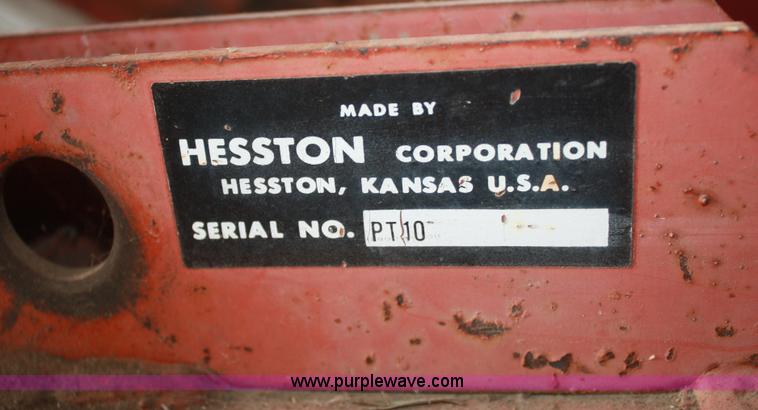 MADE BY
HESSTON CORPORATION
HESSTON, KANSAS U.S.A.
SERIAL NO. PT10
www.purplewave.com